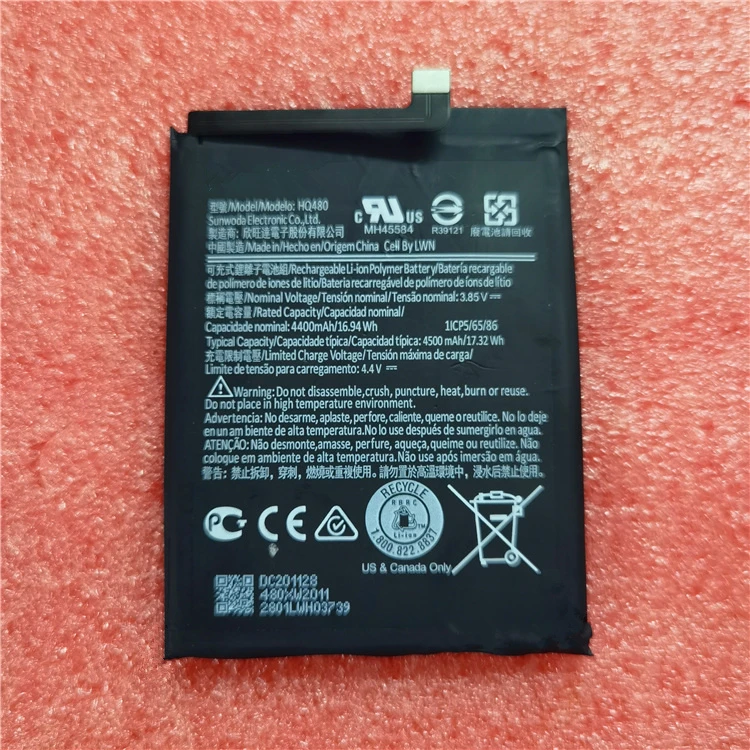 型號/Model/Modelo: HQ480
Sunwoda Electronic Co.,Ltd.
製造商: 欣旺達電子股份有限公司
中國製造/Made in/Hecho en/Origem China Cell By LWN
c UL US
MH45584
R39121
廢電池請回收
可充式鋰離子電池組/Rechargeable Li-ion Polymer Battery/Batería recargable
de polímero de iones de litio/Bateria recarregável de polímero de íons de lítio
標稱電壓/Nominal Voltage/Tensión nominal/Tensão nominal: 3.85 V
額定電容量/Rated Capacity/Capacidad nominal/
Capacidade nominal: 4400mAh/16.94 Wh 1ICP5/65/86
Typical Capacity/Capacidad típica/Capacidade típica: 4500 mAh/17.32 Wh
充電限制電壓/Limited Charge Voltage/Tensión máxima de carga/
Limite de tensão para carregamento: 4.4 V
Warning: Do not disassemble, crush, puncture, heat, burn or reuse.
Do not place in high temperature environment.
Advertencia: No desarme, aplaste, perfore, caliente, queme o reutilice. No lo deje
en un am biente de alta temperatura. No lo use después de sumergirlo en agua.
ATENÇÃO: Não desmonte, amasse, perfure, aqueça, queime ou reutilize. Não
coloque em ambiente de alta temperatura. Não use após imersão em água.
警告: 禁止拆卸, 穿刺, 燃燒或重複使用. 請勿置於高溫環境中. 浸水後禁用
PG CE
RECYCLE
RBRC
Li-ion
TM
1.800.822.8837
US & Canada Only
DC201128
480XW2011
2801LWH03739